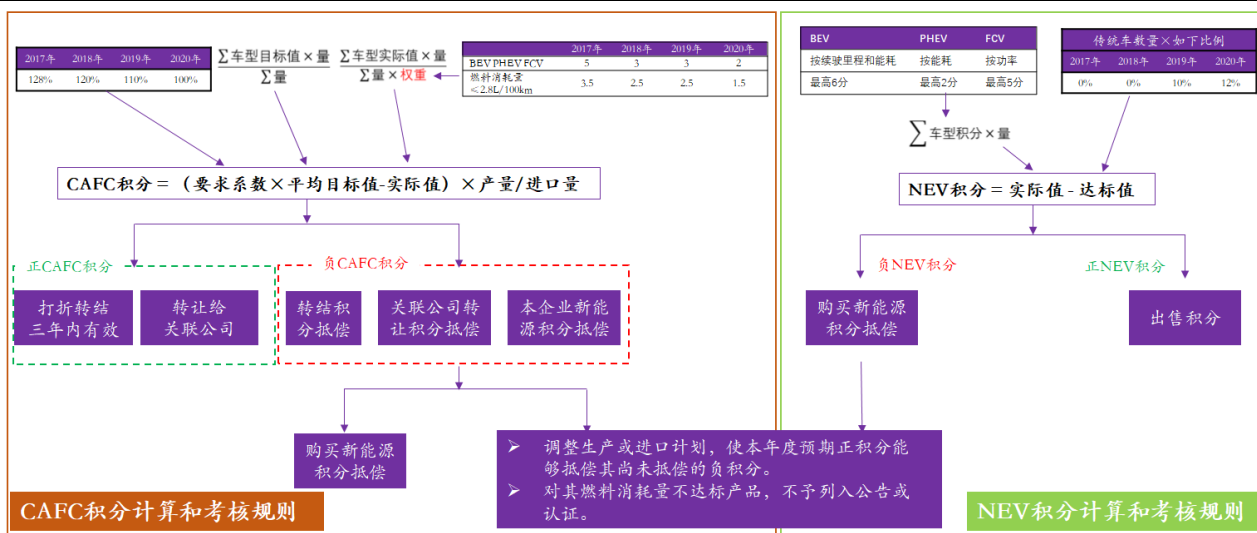 2017年 2018年 2019年 2020年
128% 120% 110% 100%
∑车型目标值×量
∑量
∑车型实际值×量
∑量×权重
2017年 2018年 2019年 2020年
BEV PHEV FCV 5 3 3 2
燃料消耗量
≤2.8L/100km 3.5 2.5 2.5 1.5
CAFC积分=（要求系数×平均目标值-实际值）×产量/进口量
正CAFC积分
负CAFC积分
打折转结
三年内有效
转让给
关联公司
转结积
分抵偿
关联公司转
让积分抵偿
本企业新能
源积分抵偿
购买新能源
积分抵偿
➢ 调整生产或进口计划，使本年度预期正积分能
够抵偿其尚未抵偿的负积分。
➢ 对其燃料消耗量不达标产品，不予列入公告或
认证。
CAFC积分计算和考核规则
BEV PHEV FCV
按续驶里程和能耗 按能耗 按功率
最高6分 最高2分 最高5分
传统车数量×如下比例
2017年 2018年 2019年 2020年
0% 0% 10% 12%
∑车型积分×量
NEV积分=实际值-达标值
负NEV积分
正NEV积分
购买新能源
积分抵偿
出售积分
NEV积分计算和考核规则